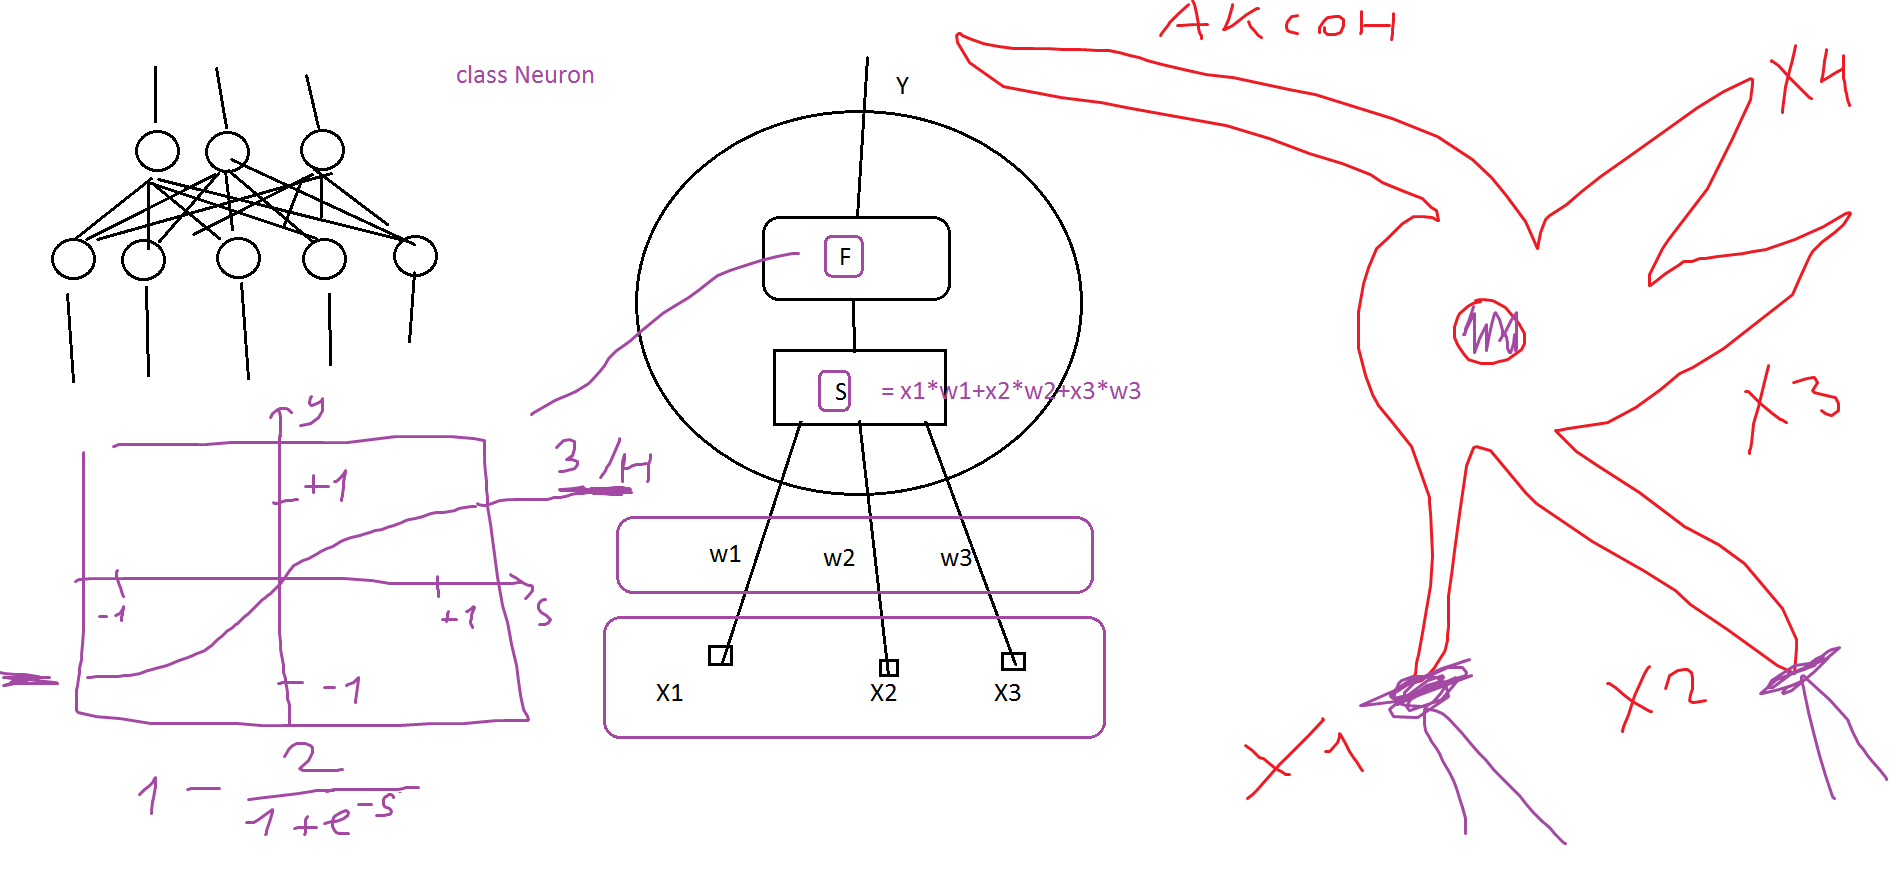 АКСОН
X4
class Neuron
Y
F
S = x1*w1+x2*w2+x3*w3
y
+1
3/H
-1
+1
S
-1
w1 w2 w3
X1 X2 X3
X3
X2
X1
1 - 2 / (1 + e^-s)